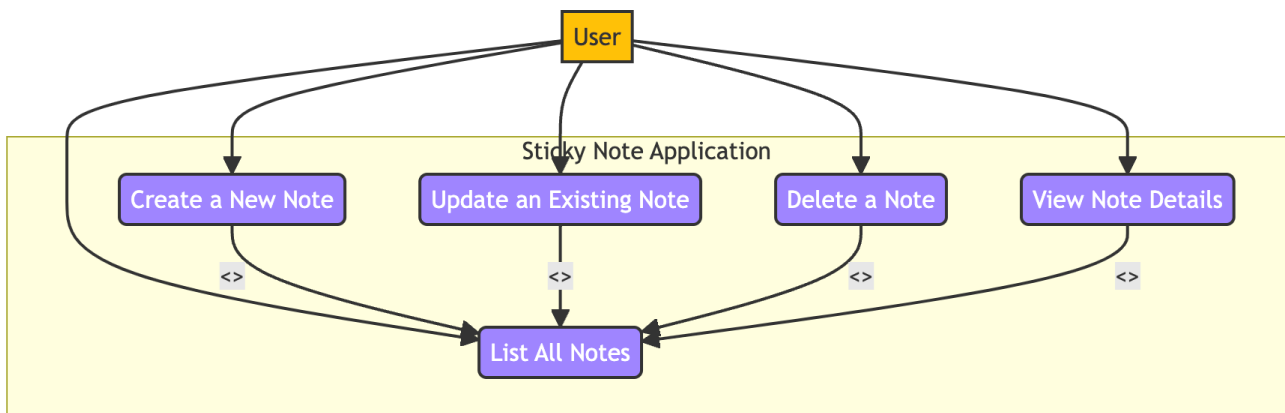 User
Sticky Note Application
Create a New Note
Update an Existing Note
Delete a Note
View Note Details
<>
<>
<>
<>
List All Notes